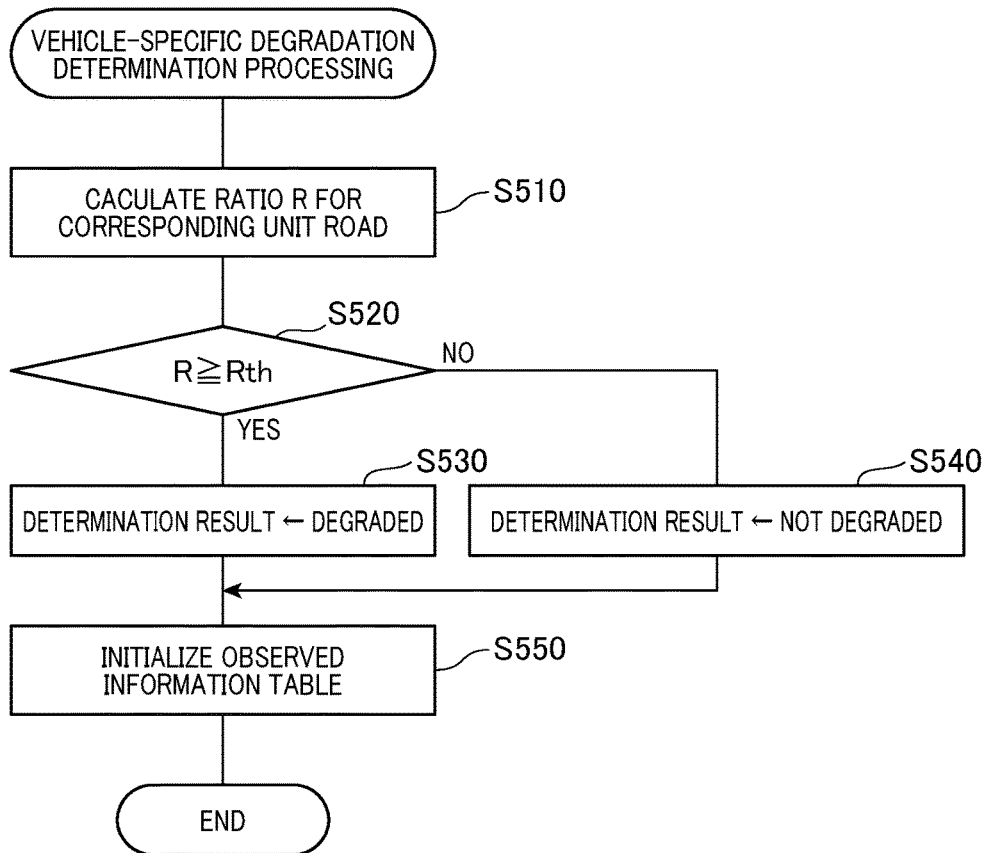 VEHICLE-SPECIFIC DEGRADATION
DETERMINATION PROCESSING
CACULATE RATIO R FOR
CORRESPONDING UNIT ROAD
S510
S520
R≧Rth
NO
YES
S530
DETERMINATION RESULT ← DEGRADED
S540
DETERMINATION RESULT ← NOT DEGRADED
INITIALIZE OBSERVED
INFORMATION TABLE
S550
END